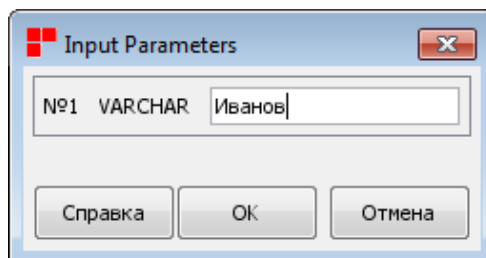 Input Parameters
№1 VARCHAR Иванов
Справка OK Отмена